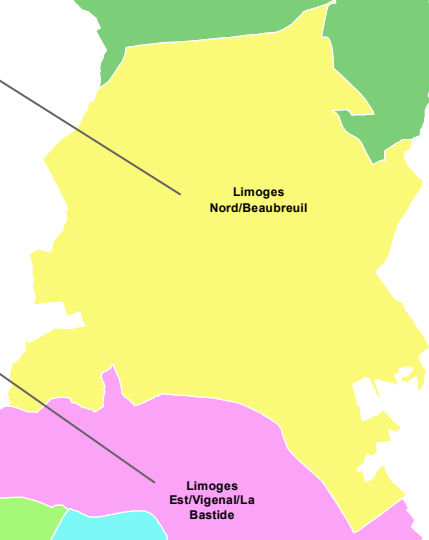 Limoges
Nord/Beaubreuil
Limoges
Est/Vigenal/La
Bastide